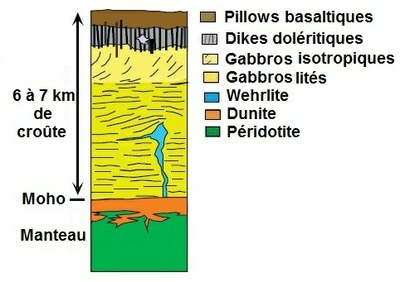 Pillows basaltiques
Dikes doléritiques
Gabbros isotropiques
Gabbros lités
Wehrlite
Dunite
Péridotite
6 à 7 km
de
croûte
Moho
Manteau